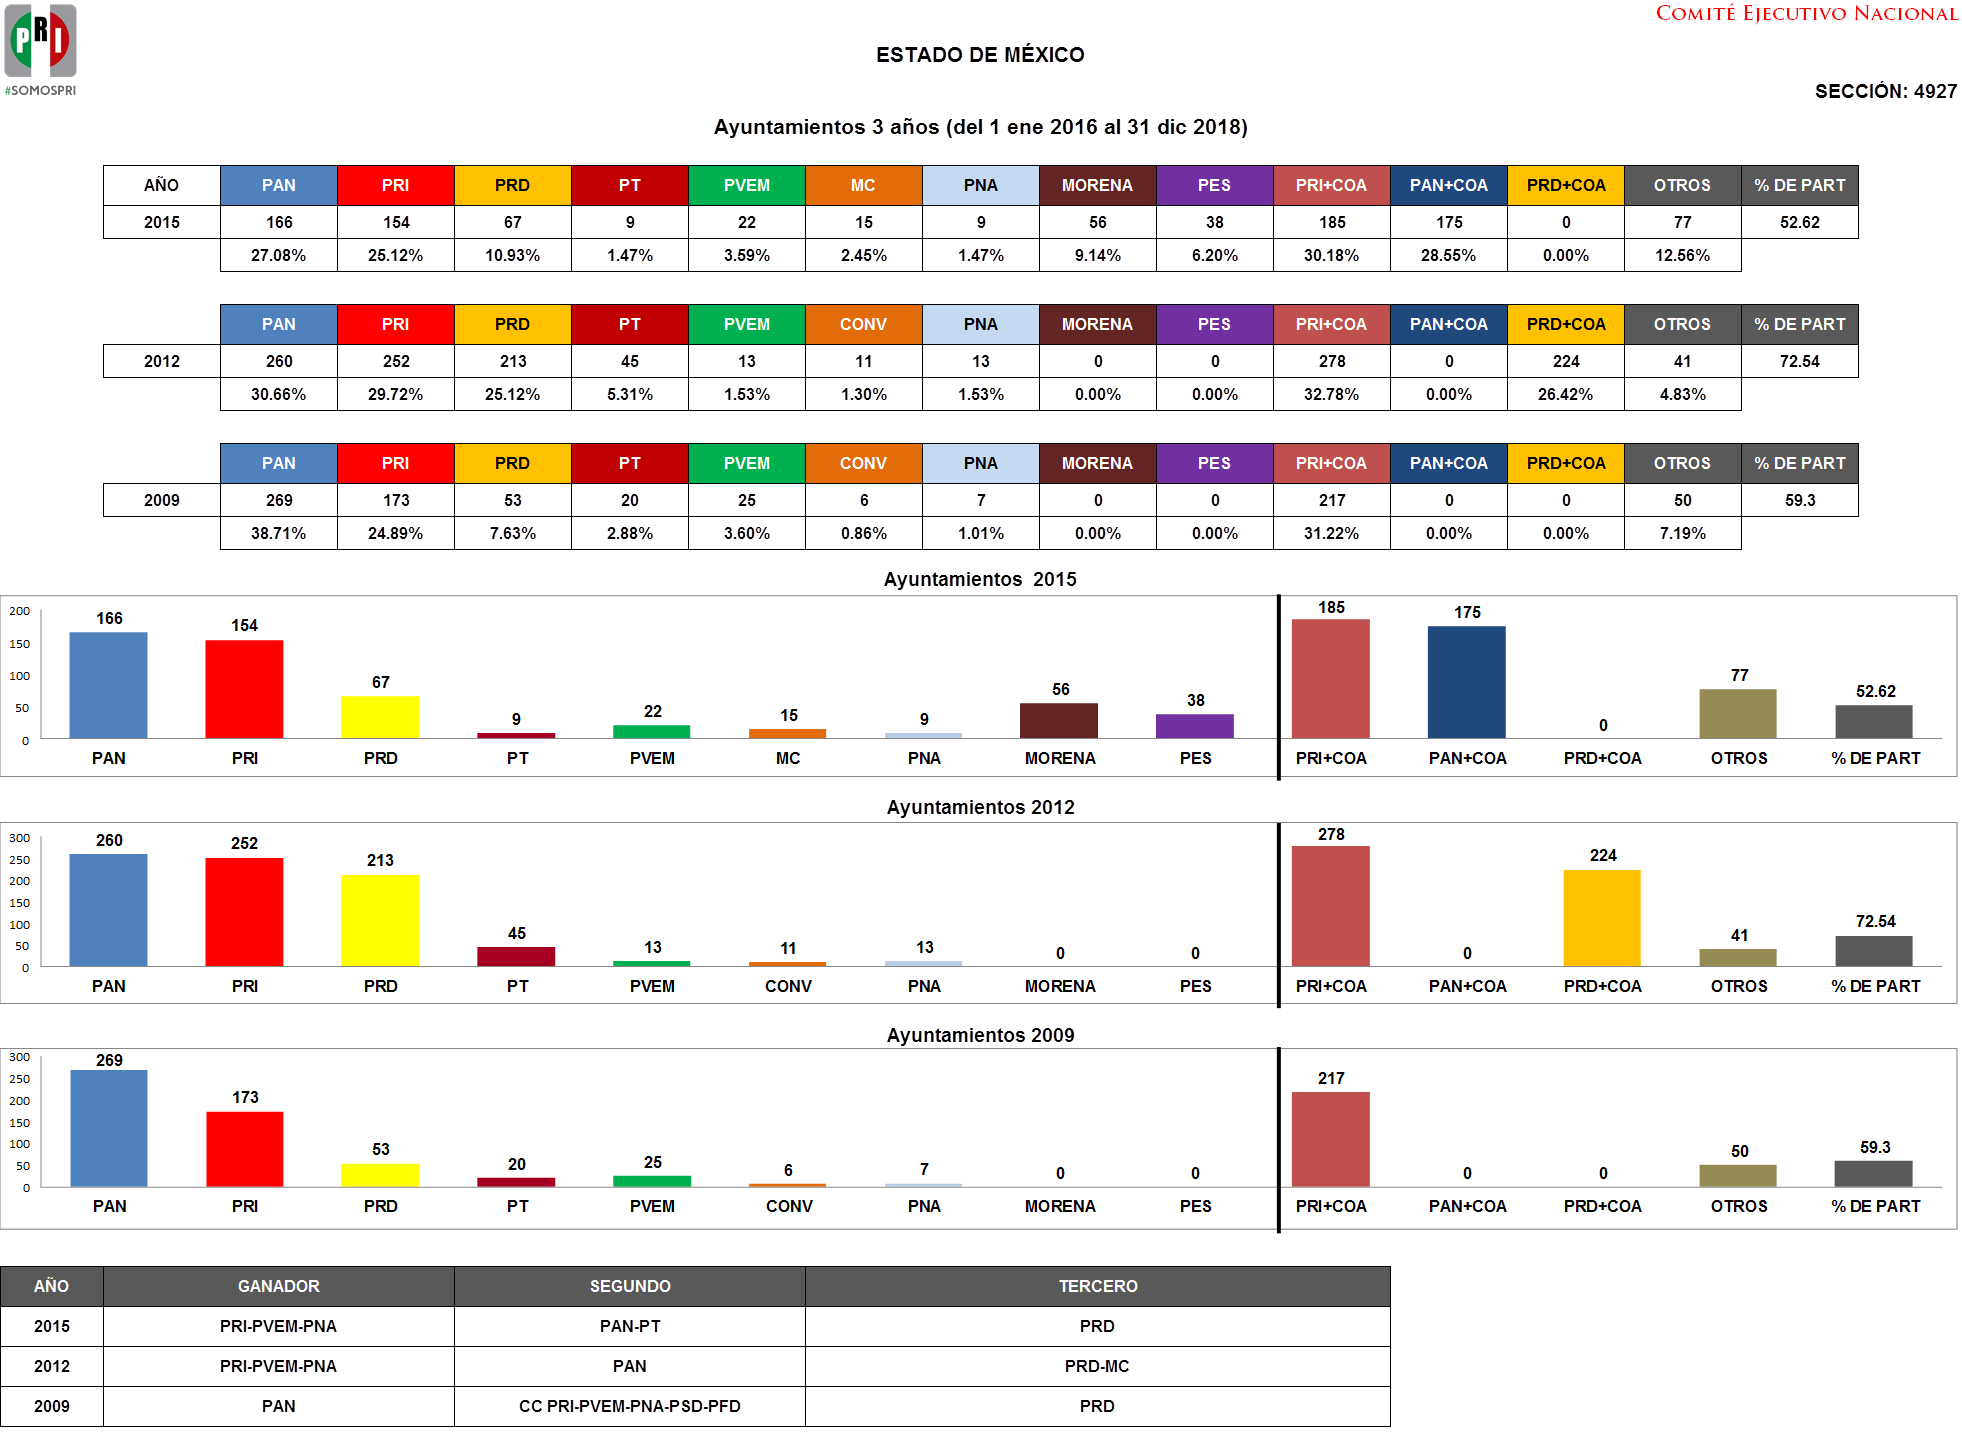 PRI
#SOMOSPRI
COMITÉ EJECUTIVO NACIONAL
ESTADO DE MÉXICO
SECCIÓN: 4927
Ayuntamientos 3 años (del 1 ene 2016 al 31 dic 2018)
AÑO PAN PRI PRD PT PVEM MC PNA MORENA PES PRI+COA PAN+COA PRD+COA OTROS % DE PART
2015 166 154 67 9 22 15 9 56 38 185 175 0 77 52.62
27.08% 25.12% 10.93% 1.47% 3.59% 2.45% 1.47% 9.14% 6.20% 30.18% 28.55% 0.00% 12.56%
PAN PRI PRD PT PVEM CONV PNA MORENA PES PRI+COA PAN+COA PRD+COA OTROS % DE PART
2012 260 252 213 45 13 11 13 0 0 278 0 224 41 72.54
30.66% 29.72% 25.12% 5.31% 1.53% 1.30% 1.53% 0.00% 0.00% 32.78% 0.00% 26.42% 4.83%
PAN PRI PRD PT PVEM CONV PNA MORENA PES PRI+COA PAN+COA PRD+COA OTROS % DE PART
2009 269 173 53 20 25 6 7 0 0 217 0 0 50 59.3
38.71% 24.89% 7.63% 2.88% 3.60% 0.86% 1.01% 0.00% 0.00% 31.22% 0.00% 0.00% 7.19%
Ayuntamientos 2015
200
150
100
50
0
166 154 67 9 22 15 9 56 38 185 175 0 77 52.62
PAN PRI PRD PT PVEM MC PNA MORENA PES PRI+COA PAN+COA PRD+COA OTROS % DE PART
Ayuntamientos 2012
300
250
200
150
100
50
0
260 252 213 45 13 11 13 0 0 278 0 224 41 72.54
PAN PRI PRD PT PVEM CONV PNA MORENA PES PRI+COA PAN+COA PRD+COA OTROS % DE PART
Ayuntamientos 2009
300
250
200
150
100
50
0
269 173 53 20 25 6 7 0 0 217 0 0 50 59.3
PAN PRI PRD PT PVEM CONV PNA MORENA PES PRI+COA PAN+COA PRD+COA OTROS % DE PART
AÑO GANADOR SEGUNDO TERCERO
2015 PRI-PVEM-PNA PAN-PT PRD
2012 PRI-PVEM-PNA PAN PRD-MC
2009 PAN CC PRI-PVEM-PNA-PSD-PFD PRD